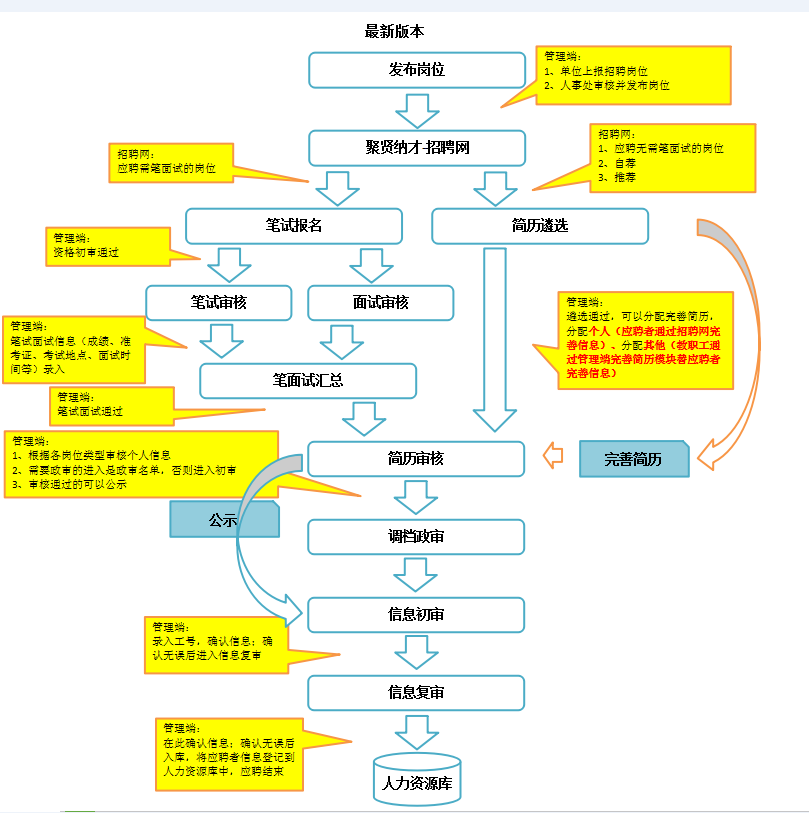 最新版本
发布岗位
管理端：
1、单位上报招聘岗位
2、人事处审核并发布岗位
聚贤纳才-招聘网
招聘网：
应聘需笔面试的岗位
招聘网：
1、应聘无需笔面试的岗位
2、自荐
3、推荐
笔试报名
简历遴选
管理端：
资格初审通过
笔试审核
面试审核
管理端：
遴选通过，可以分配完善简历，
分配个人（应聘者通过招聘网完
善信息）、分配其他（教职工通
过管理端完善简历模块替应聘者
完善信息）
管理端：
笔试面试信息（成绩、准
考证、考试地点、面试时
间等）录入
笔面试汇总
管理端：
笔试面试通过
管理端：
1、根据各岗位类型审核个人信息
2、需要政审的进入是政审名单，否则进入初审
3、审核通过的可以公示
简历审核
完善简历
公示
调档政审
信息初审
管理端：
录入工号，确认信息；确
认无误后进入信息复审
信息复审
管理端：
在此确认信息；确认无误后
入库，将应聘者信息登记到
人力资源库中，应聘结束
人力资源库